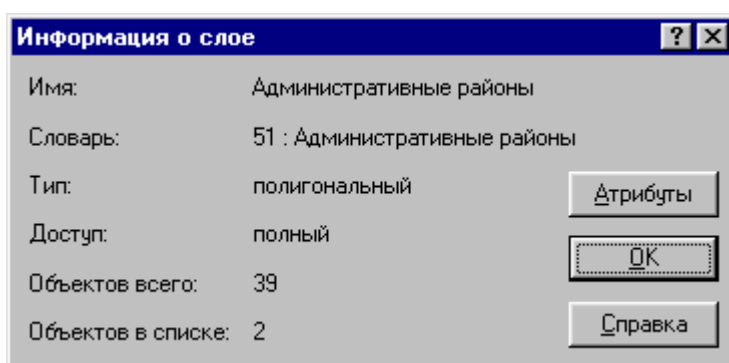 Информация о слое
Имя: Административные районы
Словарь: 51 : Административные районы
Тип: полигональный
Атрибуты
Доступ: полный
OK
Объектов всего: 39
Справка
Объектов в списке: 2